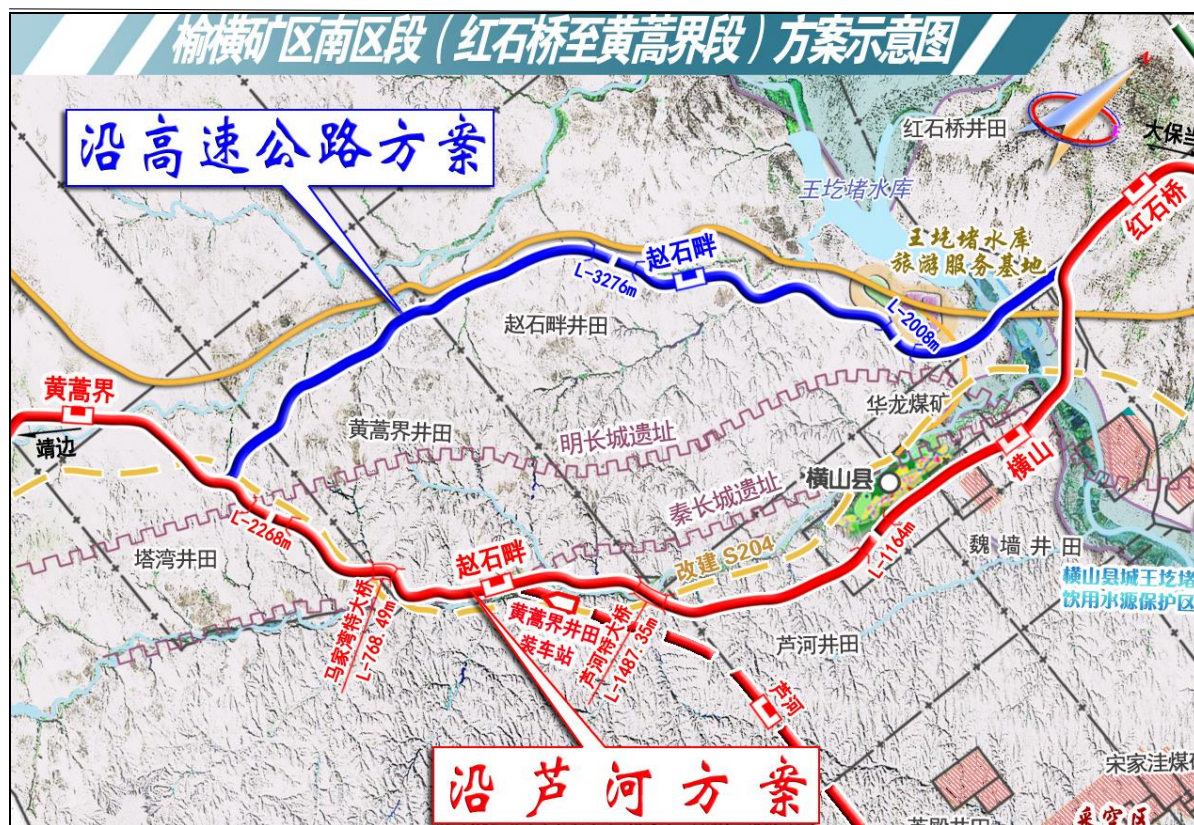 榆横矿区南区段（红石桥至黄蒿界段）方案示意图
沿高速公路方案
红石桥井田
大保当
王圪堵水库
红石桥
王圪堵水库
旅游服务基地
赵石畔
L-3276m
赵石畔井田
L-2008m
黄蒿界
靖边
黄蒿界井田
明长城遗址
华龙煤矿
横山县
横山
秦长城遗址
L-2268m
塔湾井田
改建 S204
L-1164m
魏墙井田
横山县城王圪堵
饮用水源保护区
赵石畔
马家湾特大桥
L-768.49m
黄蒿界井田
装车站
芦河特大桥
L-1487.35m
芦河井田
芦河
沿芦河方案
宋家洼煤矿
采空区